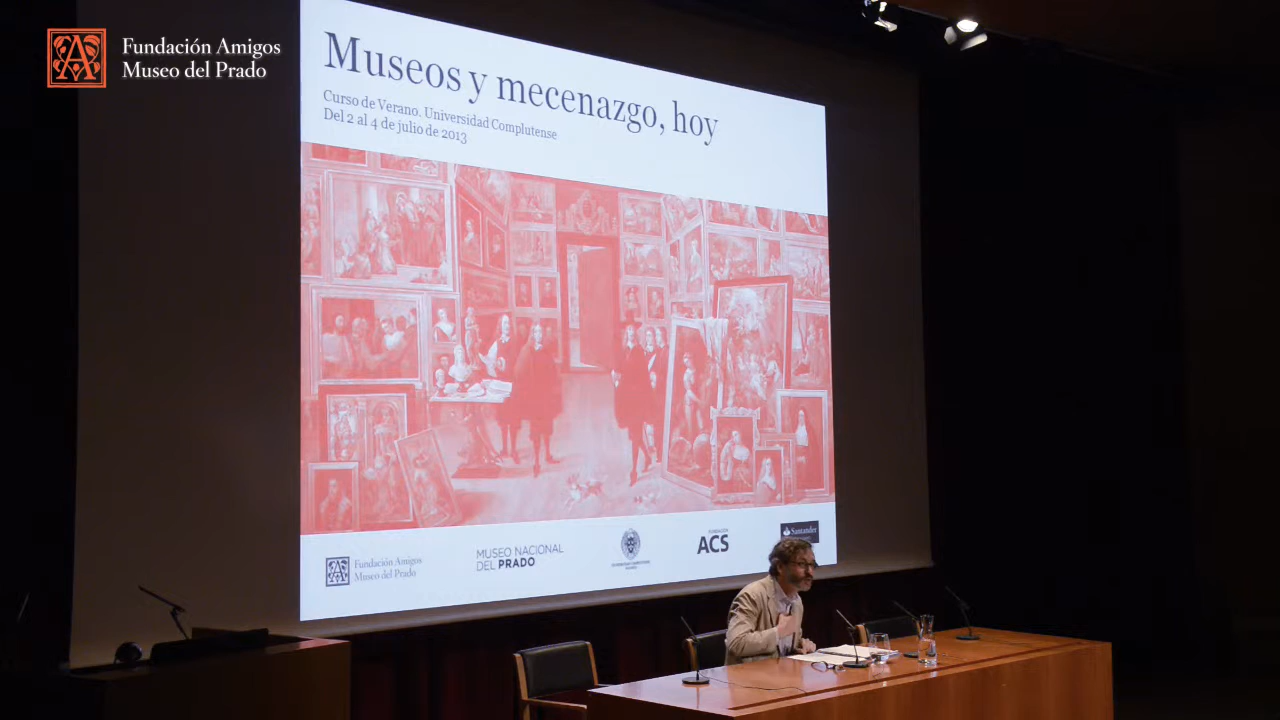 Fundación Amigos
Museo del Prado
Museos y mecenazgo, hoy
Curso de Verano. Universidad Complutense
Del 2 al 4 de julio de 2013
Fundación Amigos
Museo del Prado
MUSEO NACIONAL
DEL PRADO
FUNDACIÓN
ACS
Santander